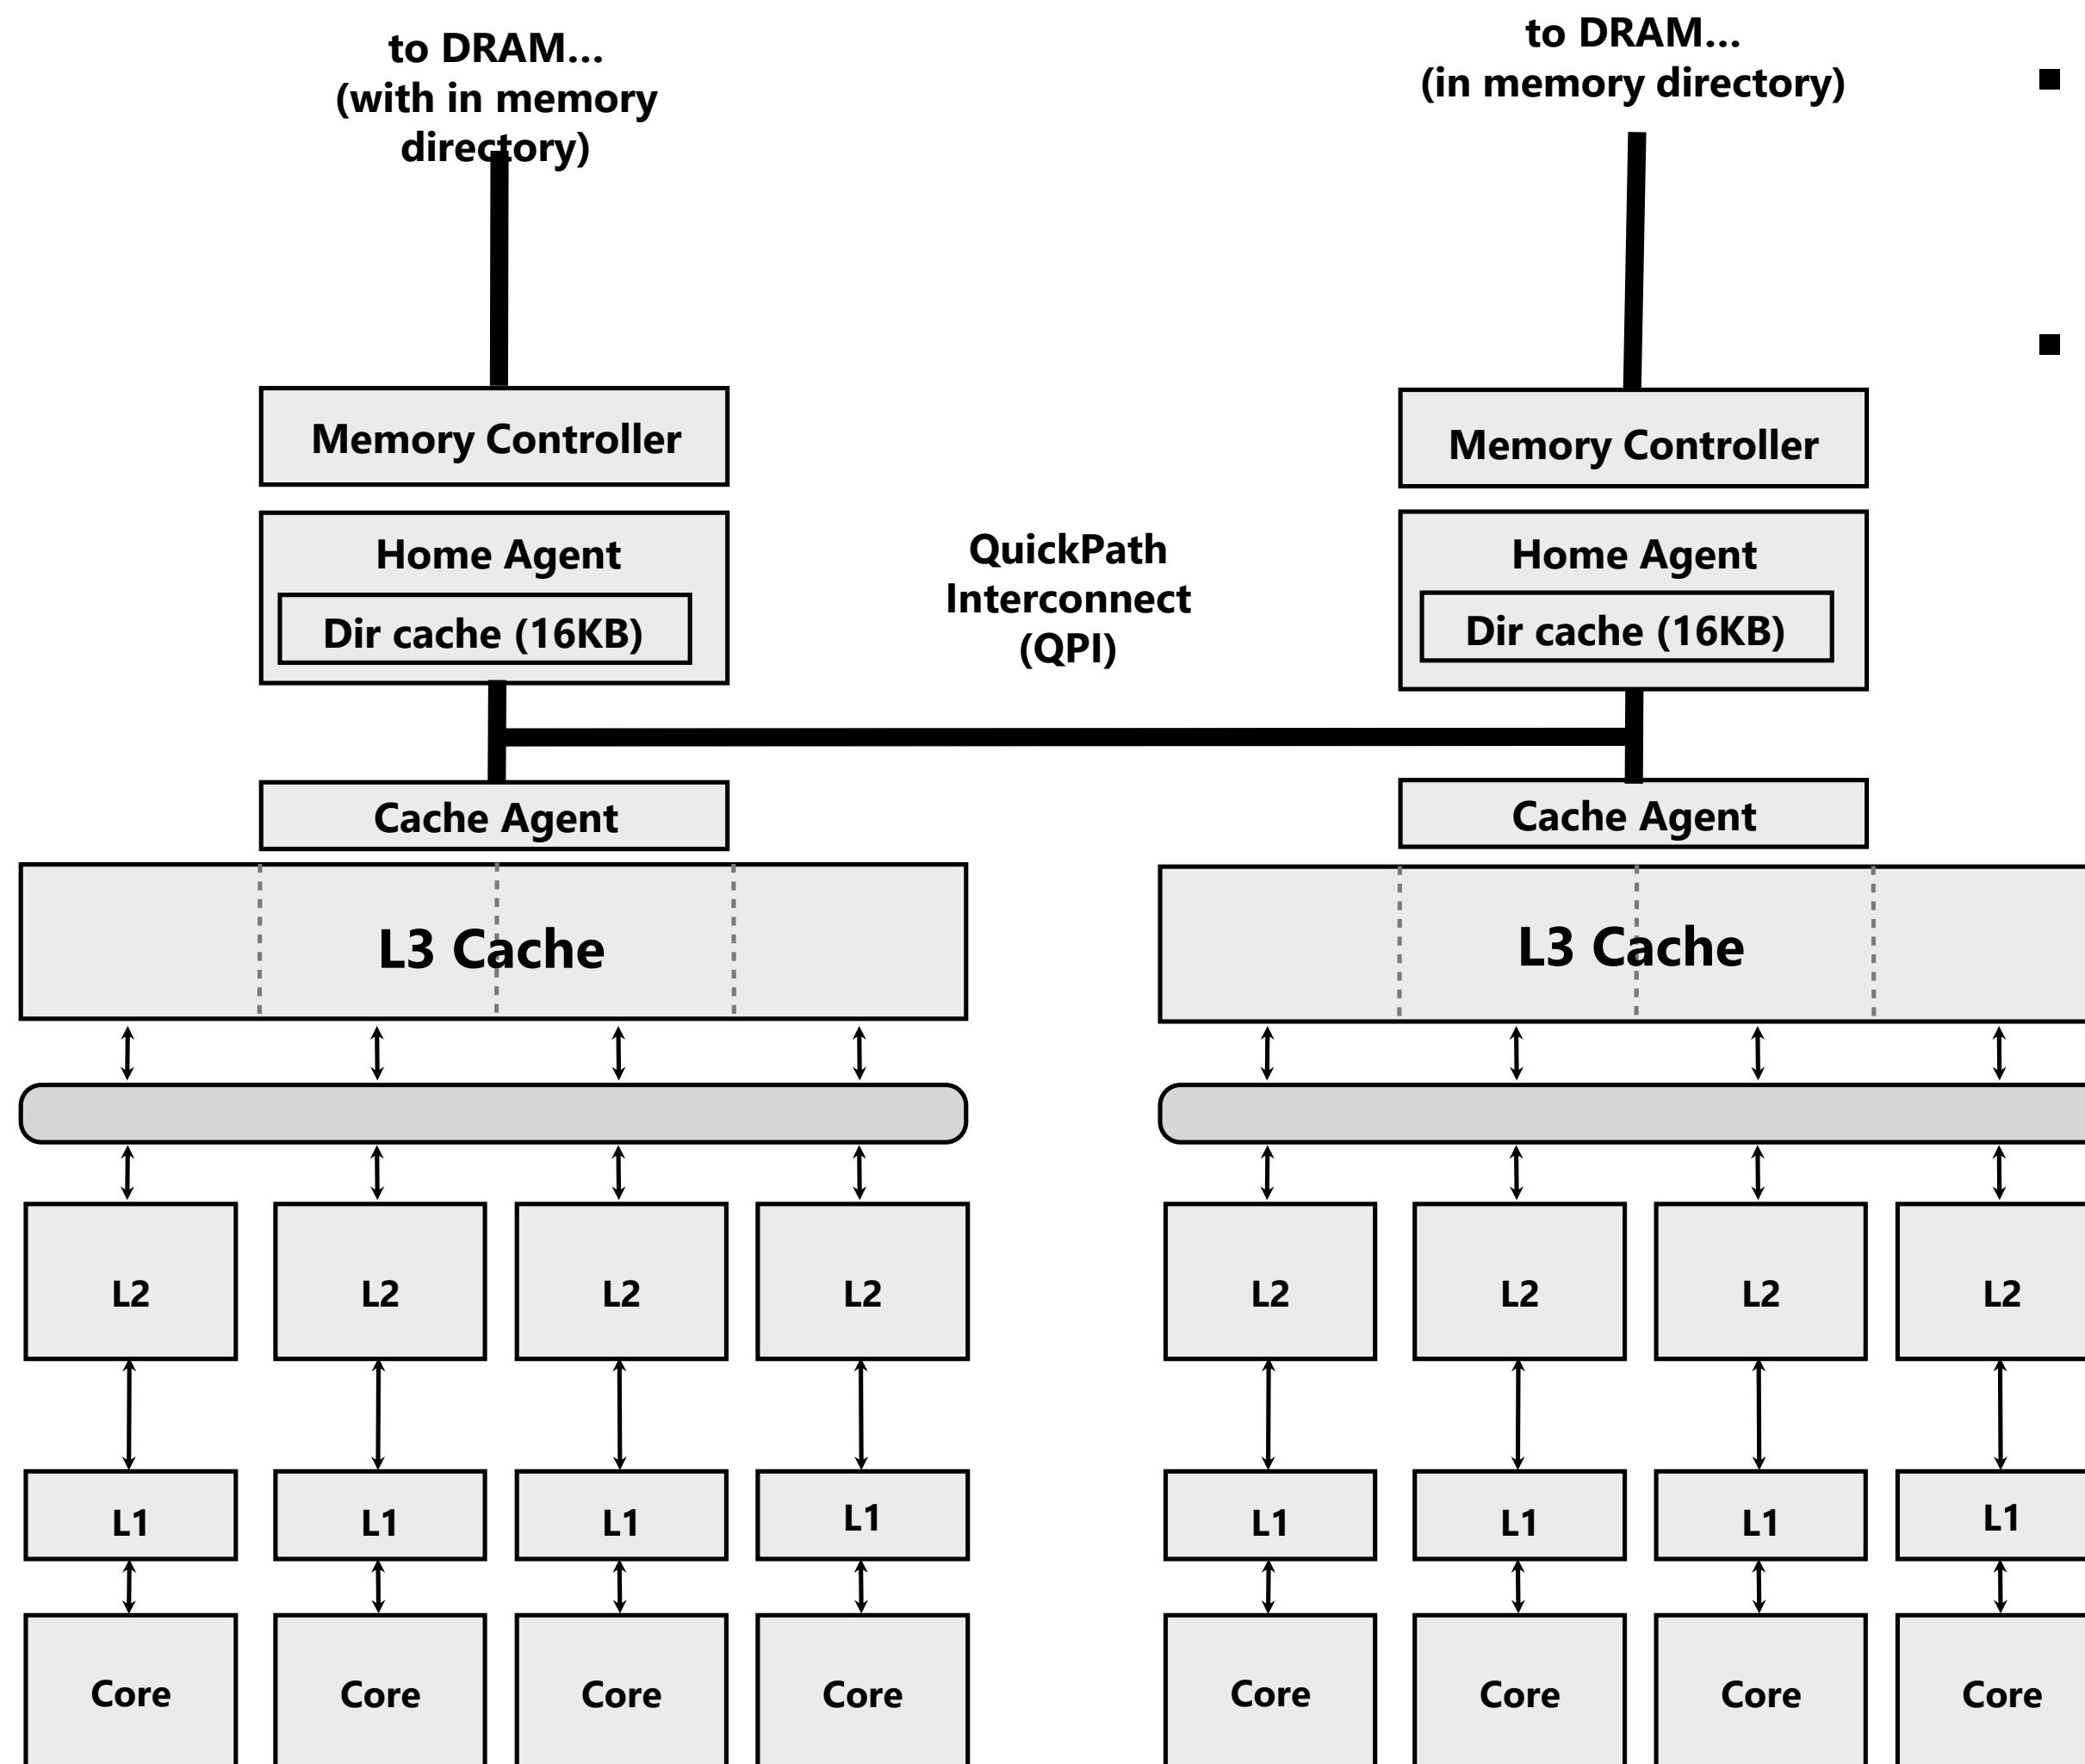 to DRAM...
(with in memory
directory)
to DRAM...
(in memory directory)
Memory Controller
Memory Controller
Home Agent
Dir cache (16KB)
QuickPath
Interconnect
(QPI)
Home Agent
Dir cache (16KB)
Cache Agent
Cache Agent
L3 Cache
L3 Cache
L2
L2
L2
L2
L2
L2
L2
L2
L1
L1
L1
L1
L1
L1
L1
L1
Core
Core
Core
Core
Core
Core
Core
Core